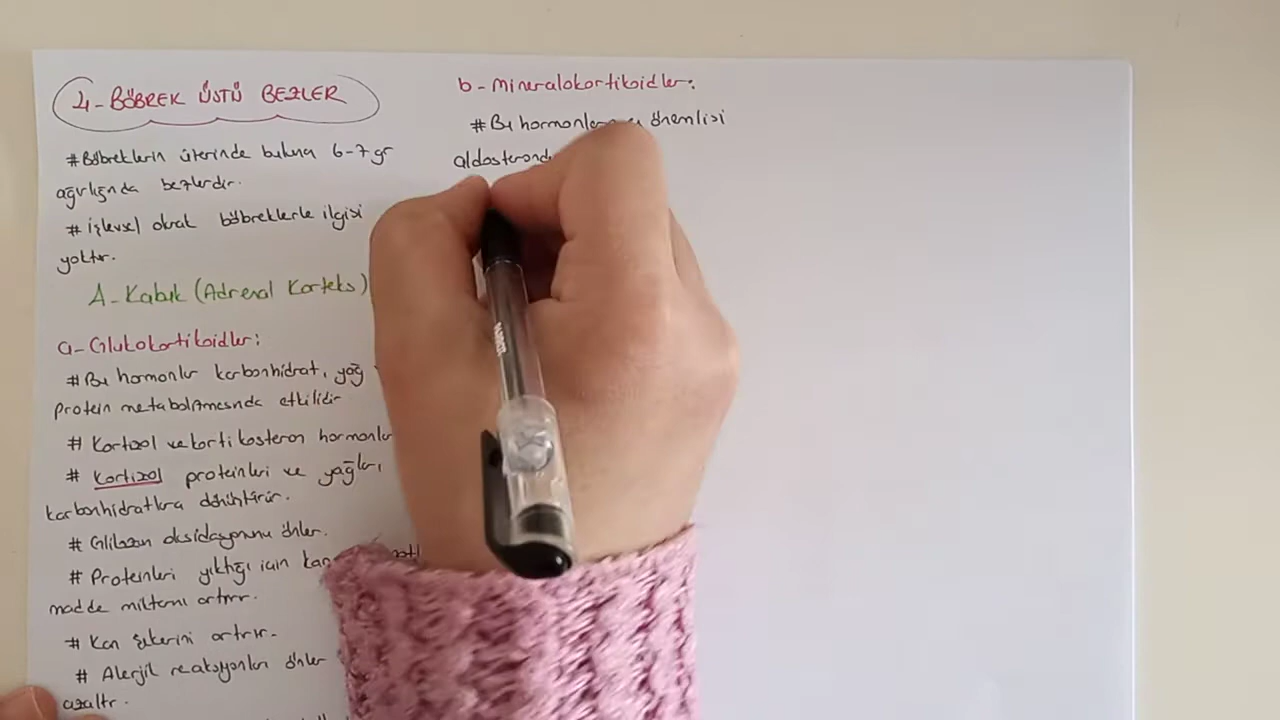 4- BÖBREK ÜSTÜ BEZLER
#Böbreklerin üzerinde bulunan 6-7 gr
ağırlığında bezlerdir.
# İşlevsel olarak böbreklerle ilgisi
yoktur.
A- Kabuk (Adrenal Korteks)
a- Glukokortikoidler:
#Bu hormonlar karbonhidrat, yağ
protein metabolizmasında etkilidir
# Kortizol ve kortikosteron hormonları
# Kortizol proteinleri ve yağları
karbonhidratlara dönüştürür.
# Glikozun oksidasyonunu önler.
# Proteinleri yıktığı için kan
madde miktarını artırır.
# Kan şekerini artırır.
# Alerjik reaksiyonları önler
azaltır.
b- Mineralokortikoidler:
#Bu hormonların önemlisi
aldosterondu